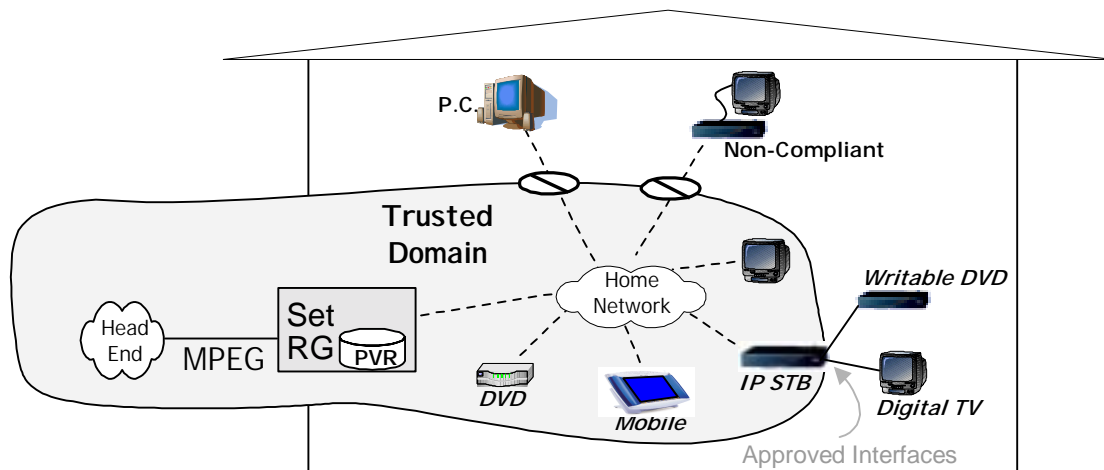 P.C.
Non-Compliant
Trusted
Domain
Home
Network
Writable DVD
Head
End
MPEG
Set
RG
PVR
DVD
Mobile
IP STB
Digital TV
Approved Interfaces